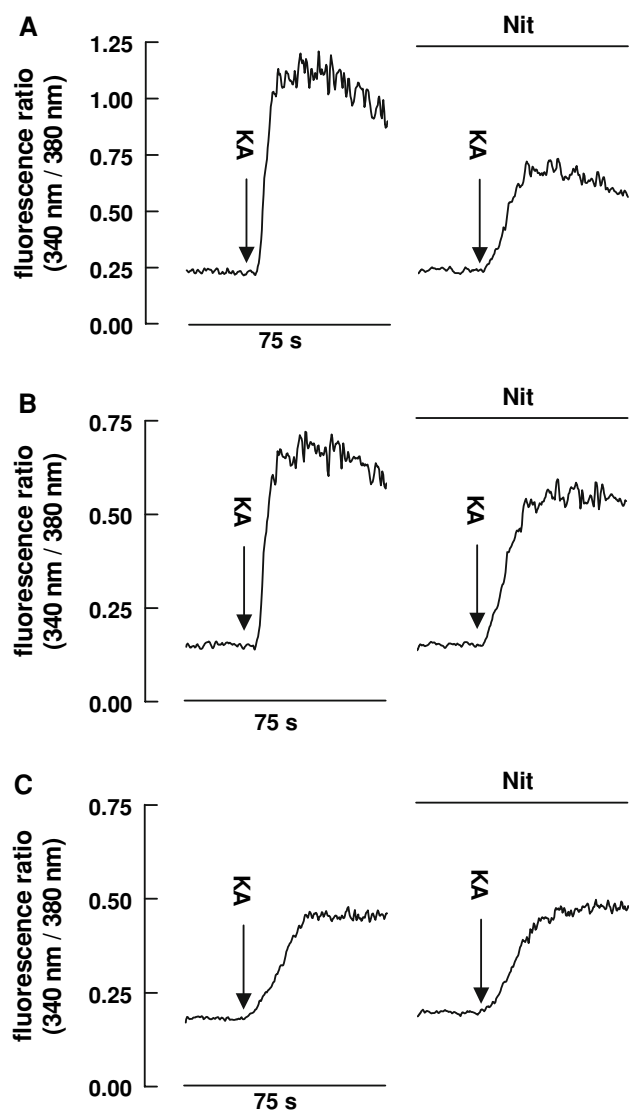 A
Nit
fluorescence ratio
(340 nm / 380 nm)
1.25
1.00
0.75
0.50
0.25
0.00
KA
KA
75 s
B
Nit
fluorescence ratio
(340 nm / 380 nm)
0.75
0.50
0.25
0.00
KA
KA
75 s
C
Nit
fluorescence ratio
(340 nm / 380 nm)
0.75
0.50
0.25
0.00
KA
KA
75 s